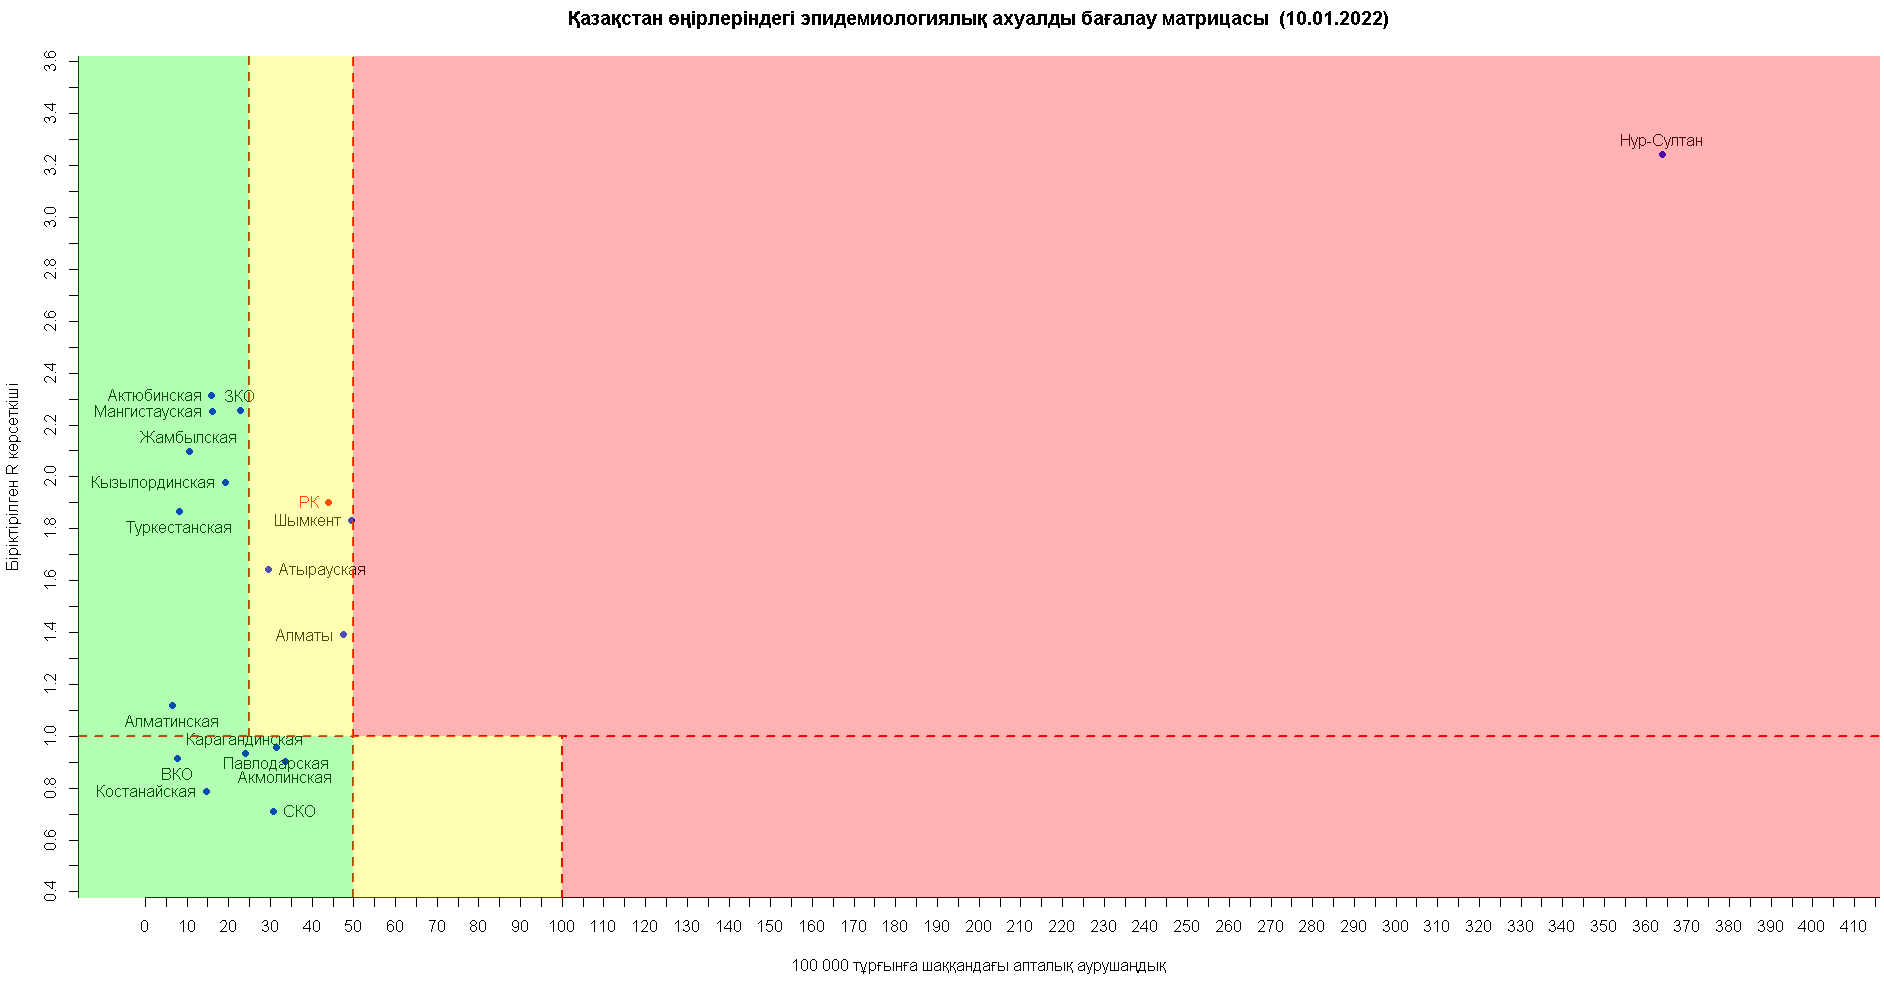 Қазақстан өңірлеріндегі эпидемиологиялық ахуалды бағалау матрицасы (10.01.2022)
Біріктірілген R көрсеткіші
3.6
3.4
3.2
3.0
2.8
2.6
2.4
2.2
2.0
1.8
1.6
1.4
1.2
1.0
0.8
0.6
0.4
Нур-Султан
Актюбинская
ЗКО
Мангистауская
Жамбылская
Кызылординская
РК
Шымкент
Туркестанская
Атырауская
Алматы
Алматинская
Карагандинская
Павлодарская
ВКО
Акмолинская
Костанайская
СКО
0 10 20 30 40 50 60 70 80 90 100 110 120 130 140 150 160 170 180 190 200 210 220 230 240 250 260 270 280 290 300 310 320 330 340 350 360 370 380 390 400 410
100 000 тұрғынға шаққандағы апталық аурушаңдық